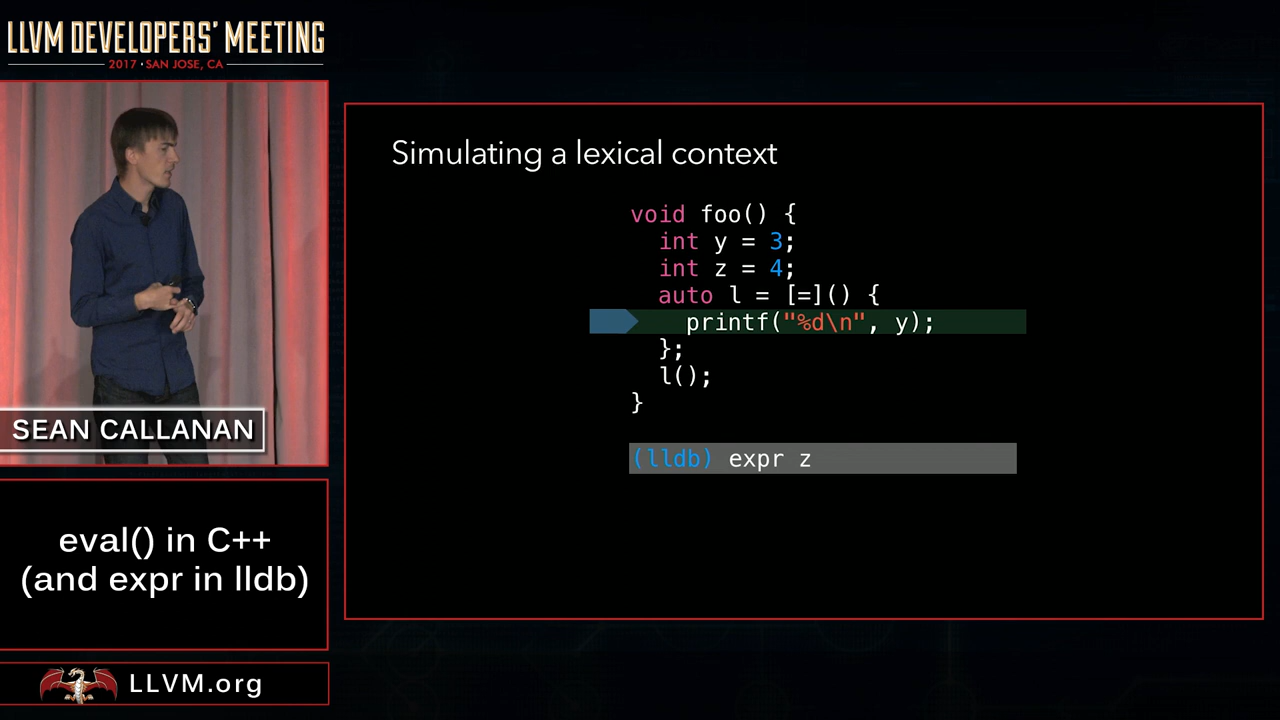 LLVM DEVELOPERS' MEETING
2017 · SAN JOSE, CA
SEAN CALLANAN
eval() in C++
(and expr in lldb)
LLVM.org
Simulating a lexical context
void foo() {
  int y = 3;
  int z = 4;
  auto l = [=]() {
    printf("%d\n", y);
  };
  l();
}
(lldb) expr z